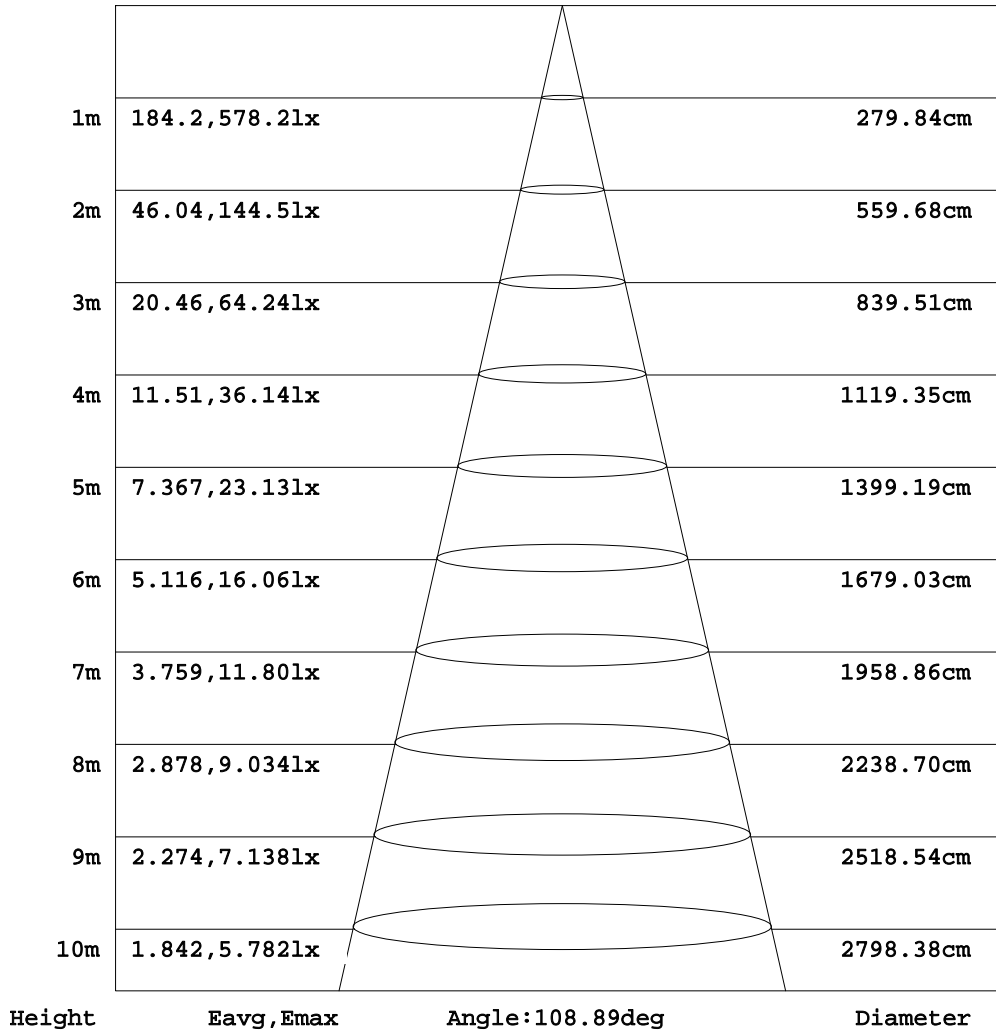 1m 184.2,578.2lx 279.84cm
2m 46.04,144.5lx 559.68cm
3m 20.46,64.24lx 839.51cm
4m 11.51,36.14lx 1119.35cm
5m 7.367,23.13lx 1399.19cm
6m 5.116,16.06lx 1679.03cm
7m 3.759,11.80lx 1958.86cm
8m 2.878,9.034lx 2238.70cm
9m 2.274,7.138lx 2518.54cm
10m 1.842,5.782lx 2798.38cm
Height Eavg,Emax Angle:108.89deg Diameter